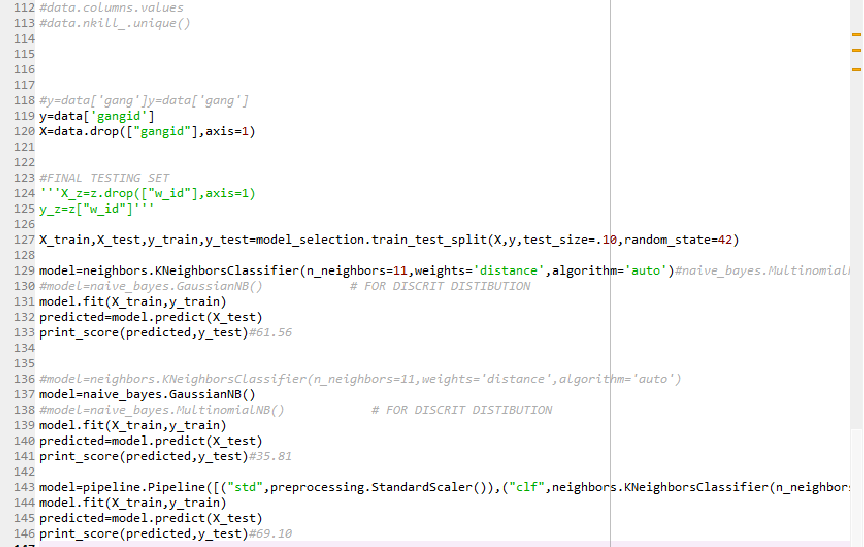 112 #data.columns.values
113 #data.nkill_.unique()
114
115
116
117
118 #y=data['gang']y=data['gang']
119 y=data['gangid']
120 X=data.drop(["gangid"],axis=1)
121
122
123 #FINAL TESTING SET
124 '''X_z=z.drop(["w_id"],axis=1)
125 y_z=z["w_id"]'''
126
127 X_train,X_test,y_train,y_test=model_selection.train_test_split(X,y,test_size=.10,random_state=42)
128
129 model=neighbors.KNeighborsClassifier(n_neighbors=11,weights='distance',algorithm='auto')#naive_bayes.Multinomial
130 #model=naive_bayes.GaussianNB() # FOR DISCRIT DISTIBUTION
131 model.fit(X_train,y_train)
132 predicted=model.predict(X_test)
133 print_score(predicted,y_test)#61.56
134
135
136 #model=neighbors.KNeighborsClassifier(n_neighbors=11,weights='distance',algorithm='auto')
137 model=naive_bayes.GaussianNB()
138 #model=naive_bayes.MultinomialNB() # FOR DISCRIT DISTIBUTION
139 model.fit(X_train,y_train)
140 predicted=model.predict(X_test)
141 print_score(predicted,y_test)#35.81
142
143 model=pipeline.Pipeline([("std",preprocessing.StandardScaler()),("clf",neighbors.KNeighborsClassifier(n_neighbors
144 model.fit(X_train,y_train)
145 predicted=model.predict(X_test)
146 print_score(predicted,y_test)#69.10